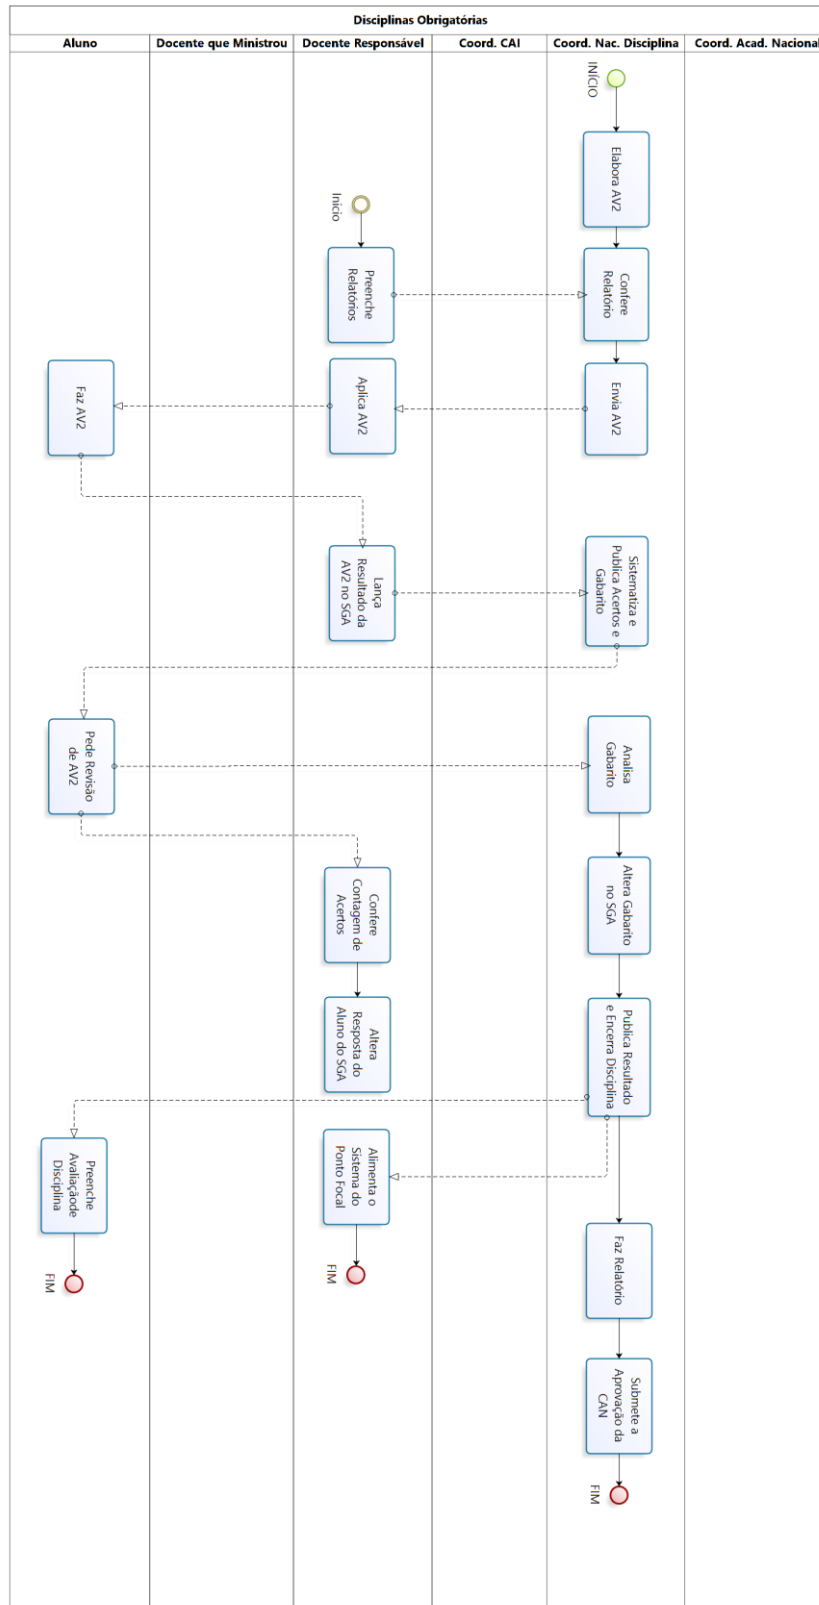 Disciplinas Obrigatórias
Aluno
Docente que Ministrou
Docente Responsável
Coord. CAI
Coord. Nac. Disciplina
Coord. Acad. Nacional
INÍCIO
Elabora AV2
Inicio
Preenche
Relatórios
Confere
Relatório
Faz AV2
Aplica AV2
Envia AV2
Lança
Resultado da
AV2 no SGA
Sistematiza e
Publica Acertos e
Gabarito
Pede Revisão
de AV2
Analisa
Gabarito
Confere
Contagem de
Acertos
Altera Gabarito
no SGA
Altera
Resposta do
Aluno do SGA
Publica Resultado
e Encerra Disciplina
Preenche
Avaliaçãode
Disciplina
Alimenta o
Sistema do
Ponto Focal
Faz Relatório
FIM
FIM
Submete a
Aprovação da
CAN
FIM